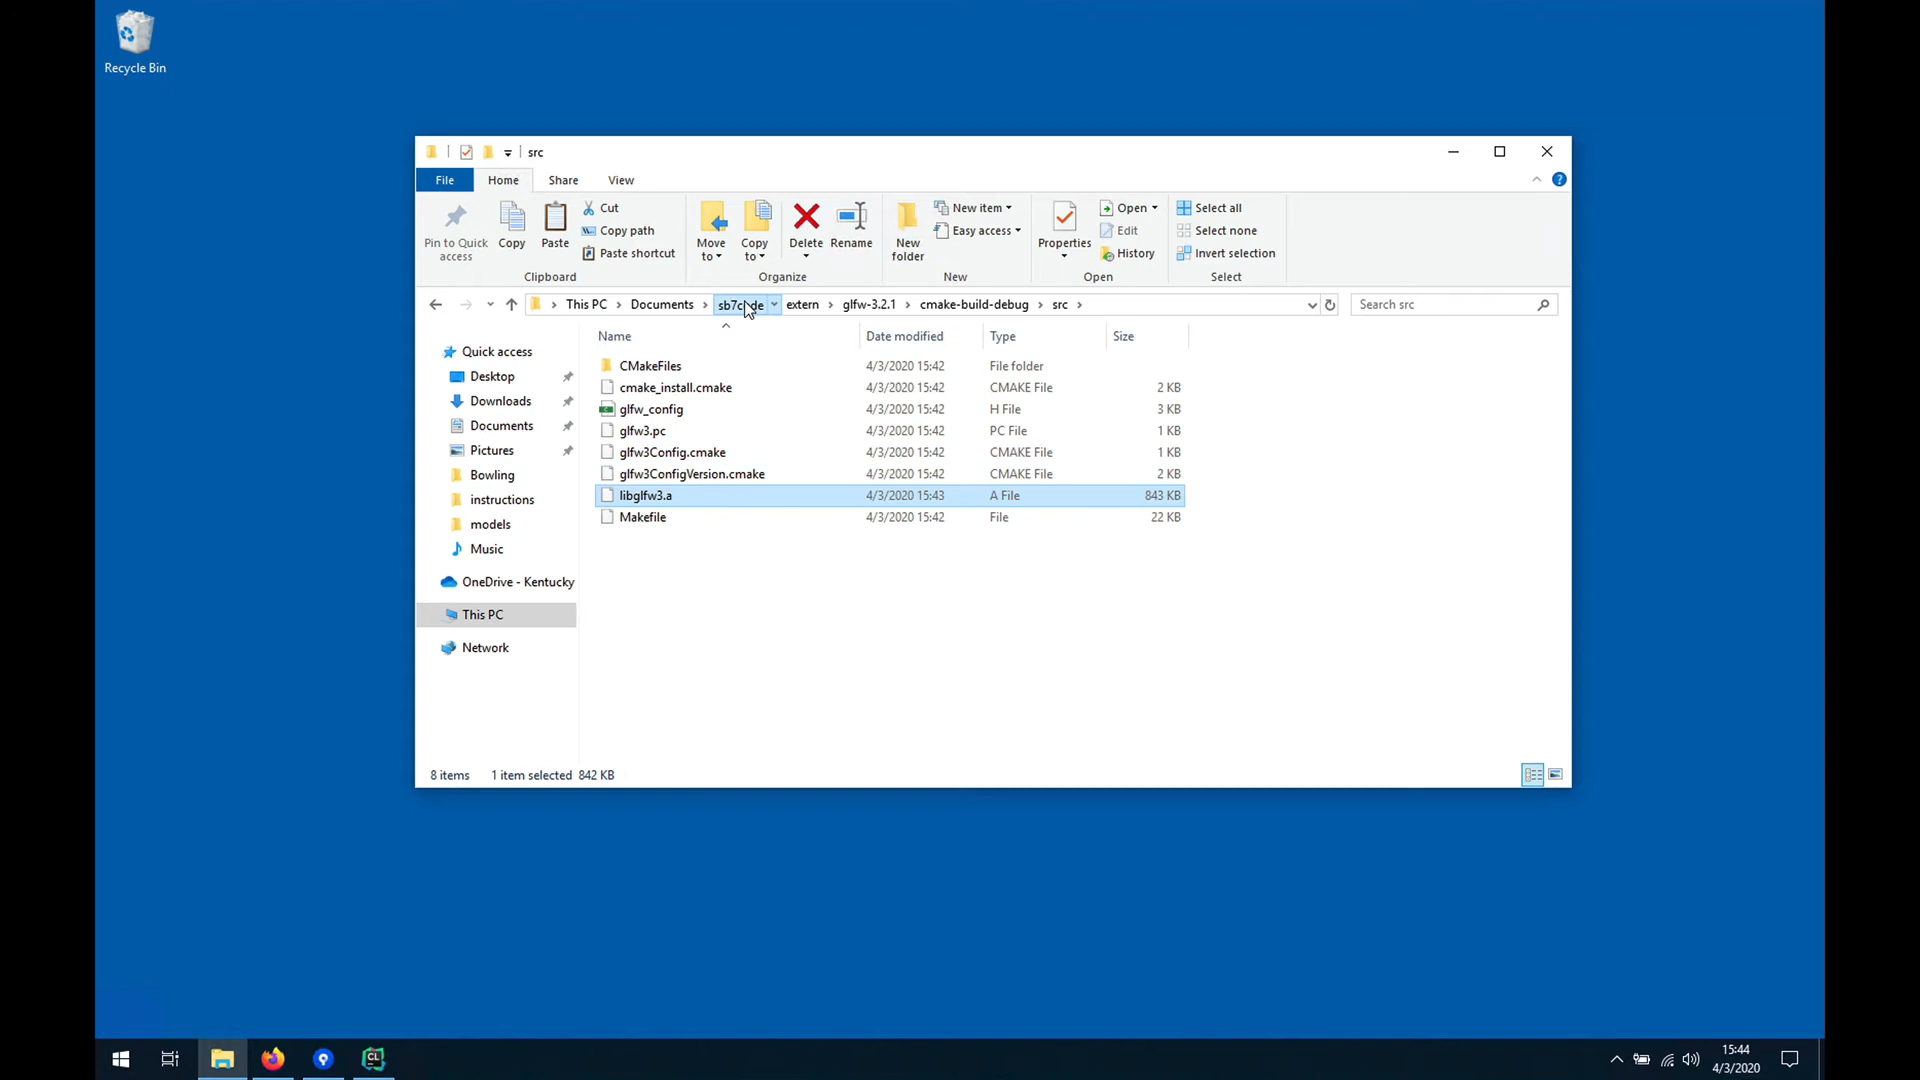 Recycle Bin
src
File Home Share View
Pin to Quick access
Copy
Paste
Cut
Copy path
Paste shortcut
Clipboard
Move to
Copy to
Delete
Rename
Organize
New folder
New item
Easy access
New
Properties
Open
Edit
History
Open
Select all
Select none
Invert selection
Select
This PC Documents sb7code extern glfw-3.2.1 cmake-build-debug src
Search src
Name Date modified Type Size
Quick access
Desktop
Downloads
Documents
Pictures
Bowling
instructions
models
Music
OneDrive - Kentucky
This PC
Network
CMakeFiles 4/3/2020 15:42 File folder
cmake_install.cmake 4/3/2020 15:42 CMAKE File 2 KB
glfw_config 4/3/2020 15:42 H File 3 KB
glfw3.pc 4/3/2020 15:42 PC File 1 KB
glfw3Config.cmake 4/3/2020 15:42 CMAKE File 1 KB
glfw3ConfigVersion.cmake 4/3/2020 15:42 CMAKE File 2 KB
libglfw3.a 4/3/2020 15:43 A File 843 KB
Makefile 4/3/2020 15:42 File 22 KB
8 items 1 item selected 842 KB
CL
15:44
4/3/2020